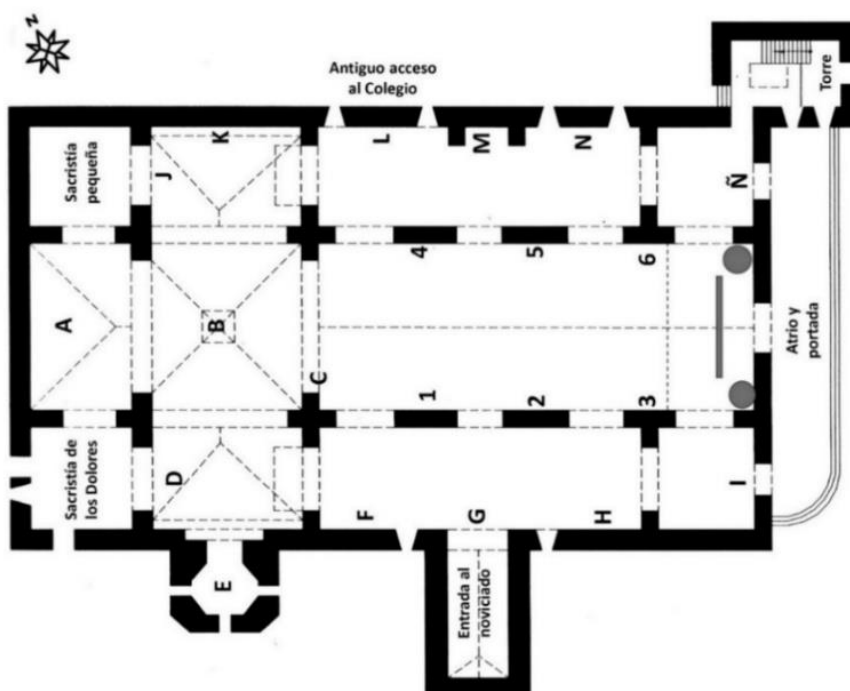 Z
Antiguo acceso
al Colegio
Torre
Sacristía
pequeña
J
K
L
M
N
Ñ
4
5
6
A
B
C
Atrio y
portada
1
2
3
Sacristía de
los Dolores
D
E
F
G
H
I
Entrada al
noviciado